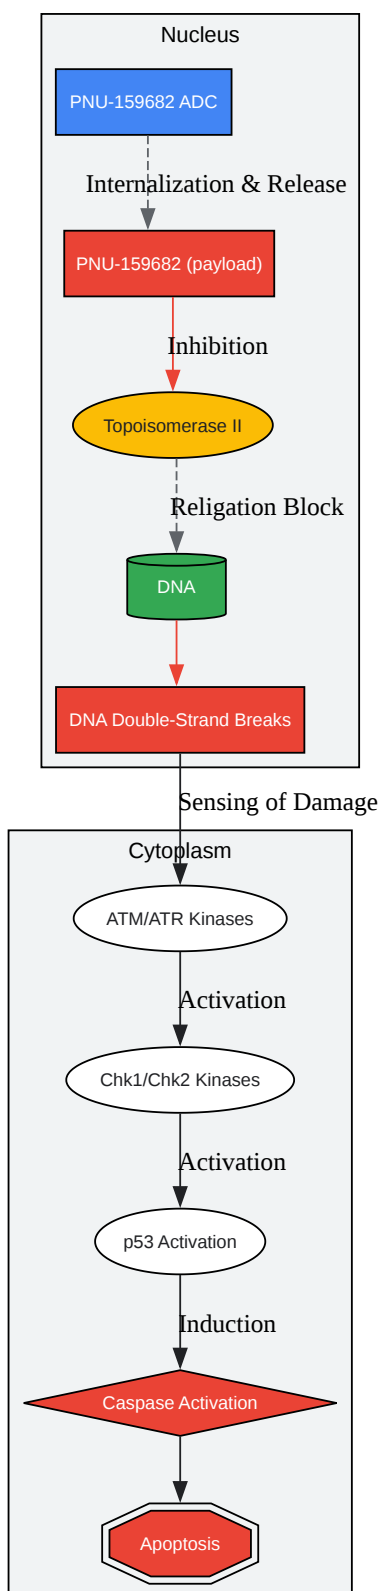 Nucleus
PNU-159682 ADC
Internalization & Release
PNU-159682 (payload)
Inhibition
Topoisomerase II
Religation Block
DNA
DNA Double-Strand Breaks
Sensing of Damage
Cytoplasm
ATM/ATR Kinases
Activation
Chk1/Chk2 Kinases
Activation
p53 Activation
Induction
Caspase Activation
Apoptosis